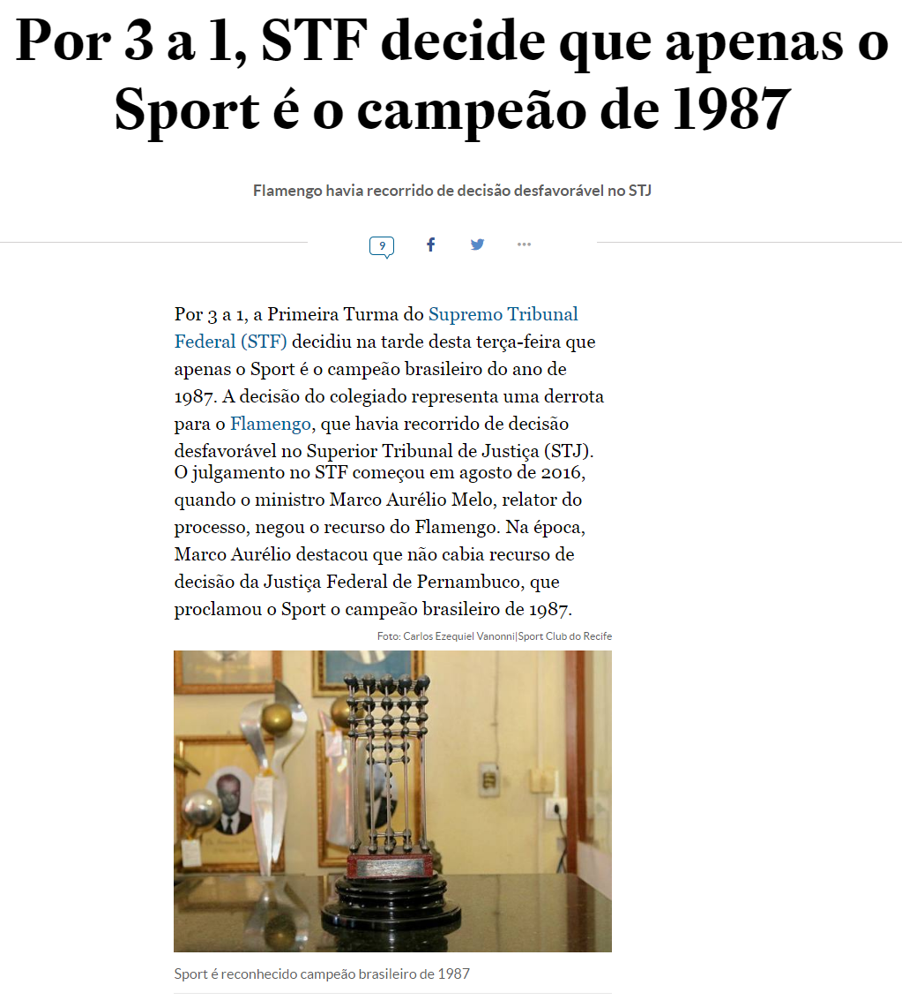 Por 3 a 1, STF decide que apenas o
Sport é o campeão de 1987
Flamengo havia recorrido de decisão desfavorável no STJ
9
Por 3 a 1, a Primeira Turma do Supremo Tribunal
Federal (STF) decidiu na tarde desta terça-feira que
apenas o Sport é o campeão brasileiro do ano de
1987. A decisão do colegiado representa uma derrota
para o Flamengo, que havia recorrido de decisão
desfavorável no Superior Tribunal de Justiça (STJ).
O julgamento no STF começou em agosto de 2016,
quando o ministro Marco Aurélio Melo, relator do
processo, negou o recurso do Flamengo. Na época,
Marco Aurélio destacou que não cabia recurso de
decisão da Justiça Federal de Pernambuco, que
proclamou o Sport o campeão brasileiro de 1987.
Foto: Carlos Ezequiel Vanonni|Sport Club do Recife
Sport é reconhecido campeão brasileiro de 1987